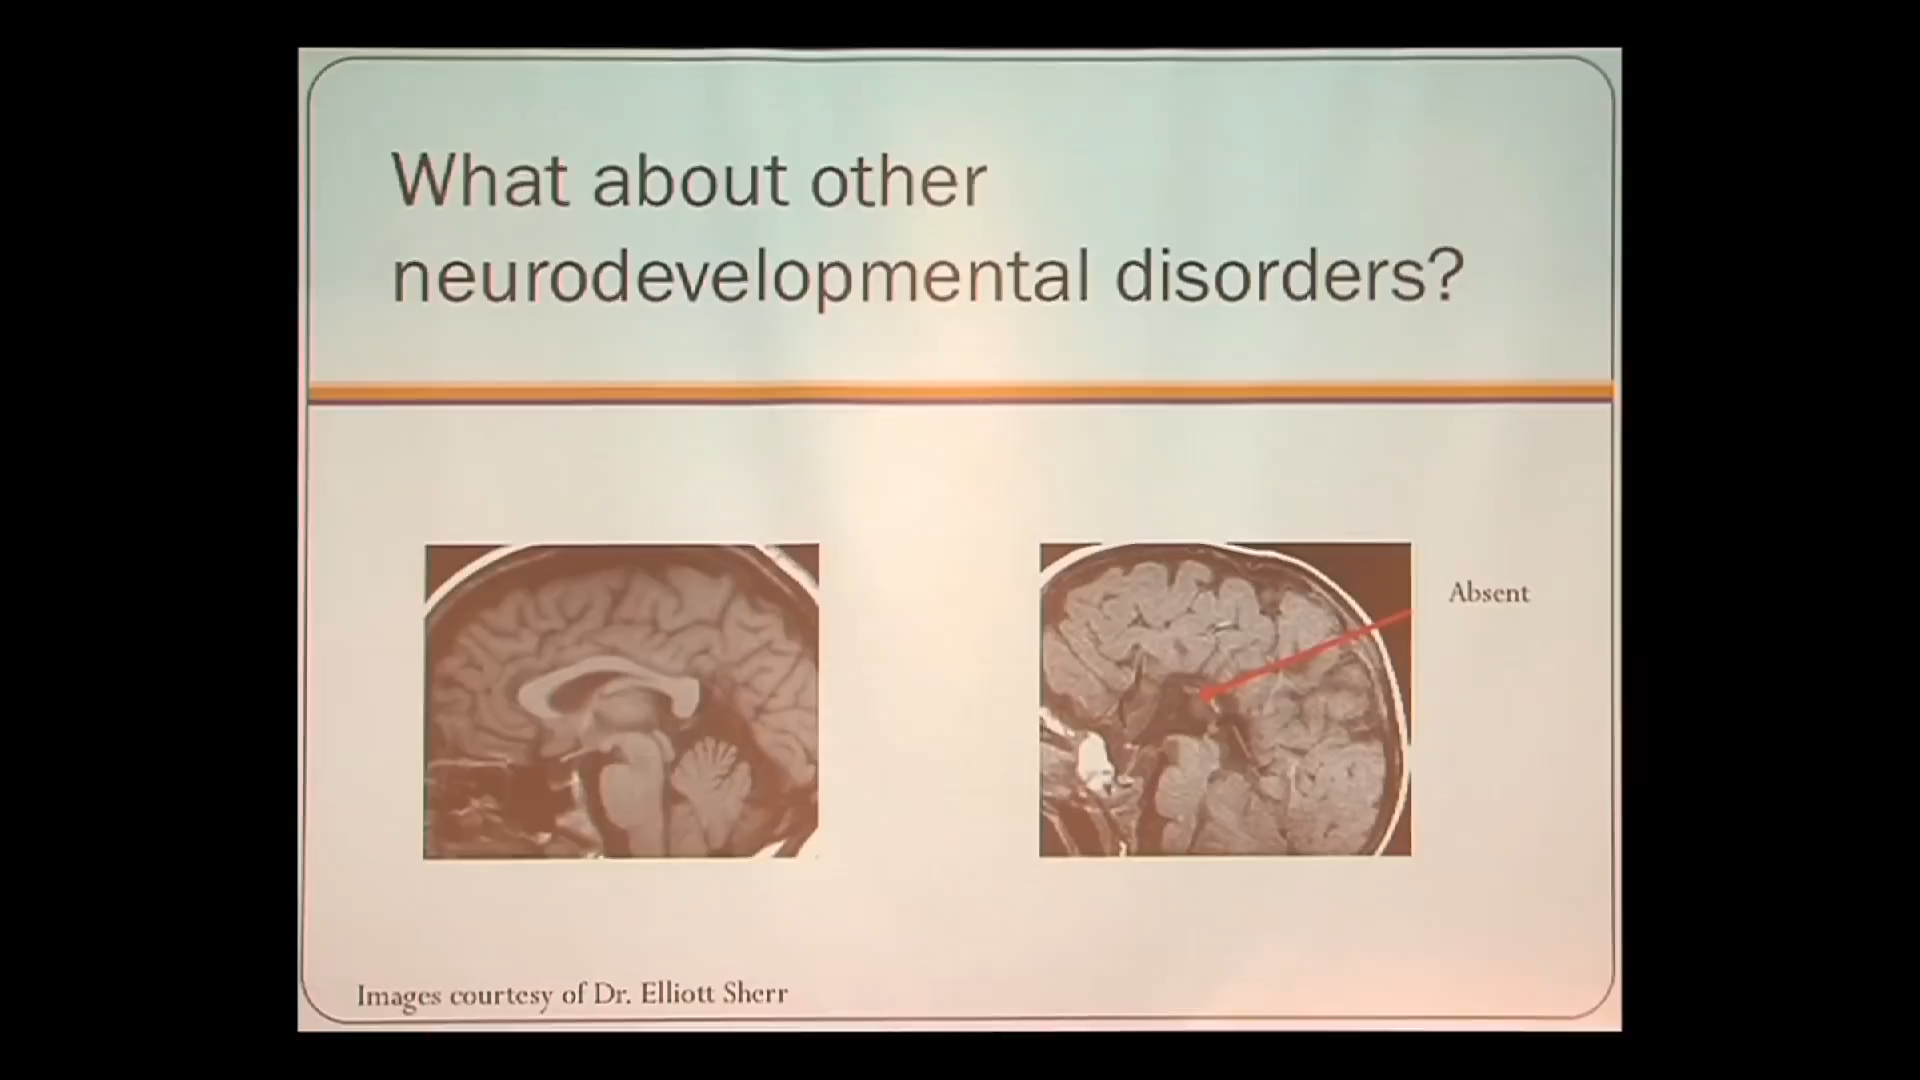 What about other
neurodevelopmental disorders?
Absent
Images courtesy of Dr. Elliott Sherr